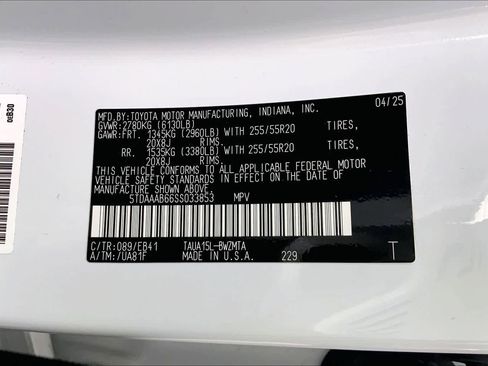 MFD. BY:TOYOTA MOTOR MANUFACTURING, INDIANA, INC. 04/25
GVWR:2780KG(6130LB)
GAWR:FRT. 1345KG(2960LB)WITH 255/55R20 TIRES,
20X8J RIMS.
RR. 1535KG(3380LB)WITH 255/55R20 TIRES,
20X8J RIMS.
THIS VEHICLE CONFORMS TO ALL APPLICABLE FEDERAL MOTOR
VEHICLE SAFETY STANDARDS IN EFFECT ON THE DATE OF
MANUFACTURE SHOWN ABOVE.
5TDAAAB66SS033853 MPV
C/TR:089/EB41 TAUA15L-BWZMTA
A/TM:/UA81F MADE IN U.S.A. 229 T
0EB30